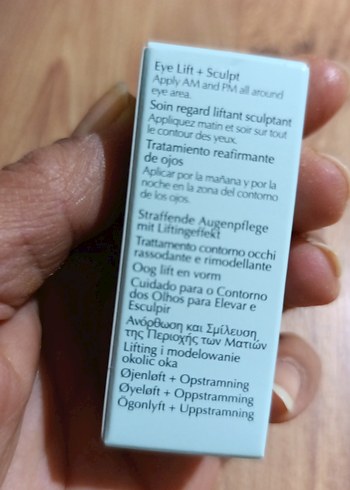 Eye Lift + Sculpt
Apply AM and PM all around
eye area.
Soin regard liftant sculptant
Appliquez matin et soir sur tout
le contour des yeux.
Tratamiento reafirmante
de ojos
Aplicar por la mañana y por la
noche en la zona del contorno
de los ojos.
Straffende Augenpflege
mit Liftingeffekt
Trattamento contorno occhi
rassodante e rimodellante
Oog lift en vorm
Cuidado para o Contorno
dos Olhos para Elevar e
Esculpir
Ανόρθωση και Σμίλευση
της Περιοχής των Ματιών
Lifting i modelowanie
okolic oka
Øjenløft + Opstramning
Øyeløft + Oppstramming
Ögonlyft + Uppstramning